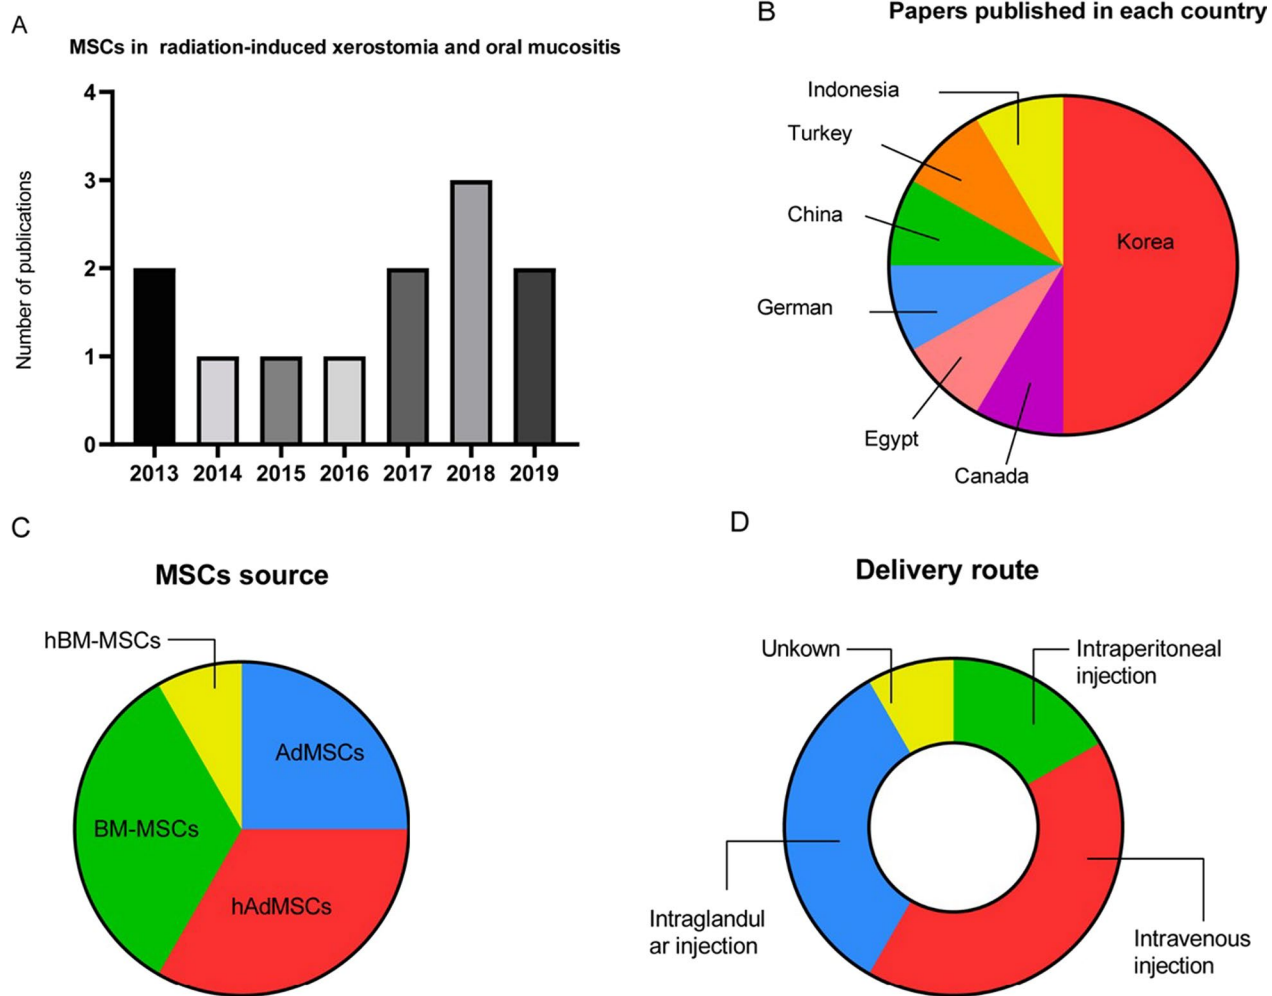 A
MSCs in radiation-induced xerostomia and oral mucositis
Number of publications
4
3
2
1
0
2013 2014 2015 2016 2017 2018 2019
B
Papers published in each country
Indonesia
Turkey
China
German
Egypt
Canada
Korea
C
MSCs source
hBM-MSCs
AdMSCs
BM-MSCs
hAdMSCs
D
Delivery route
Unkown
Intraperitoneal
injection
Intraglandul
ar injection
Intravenous
injection